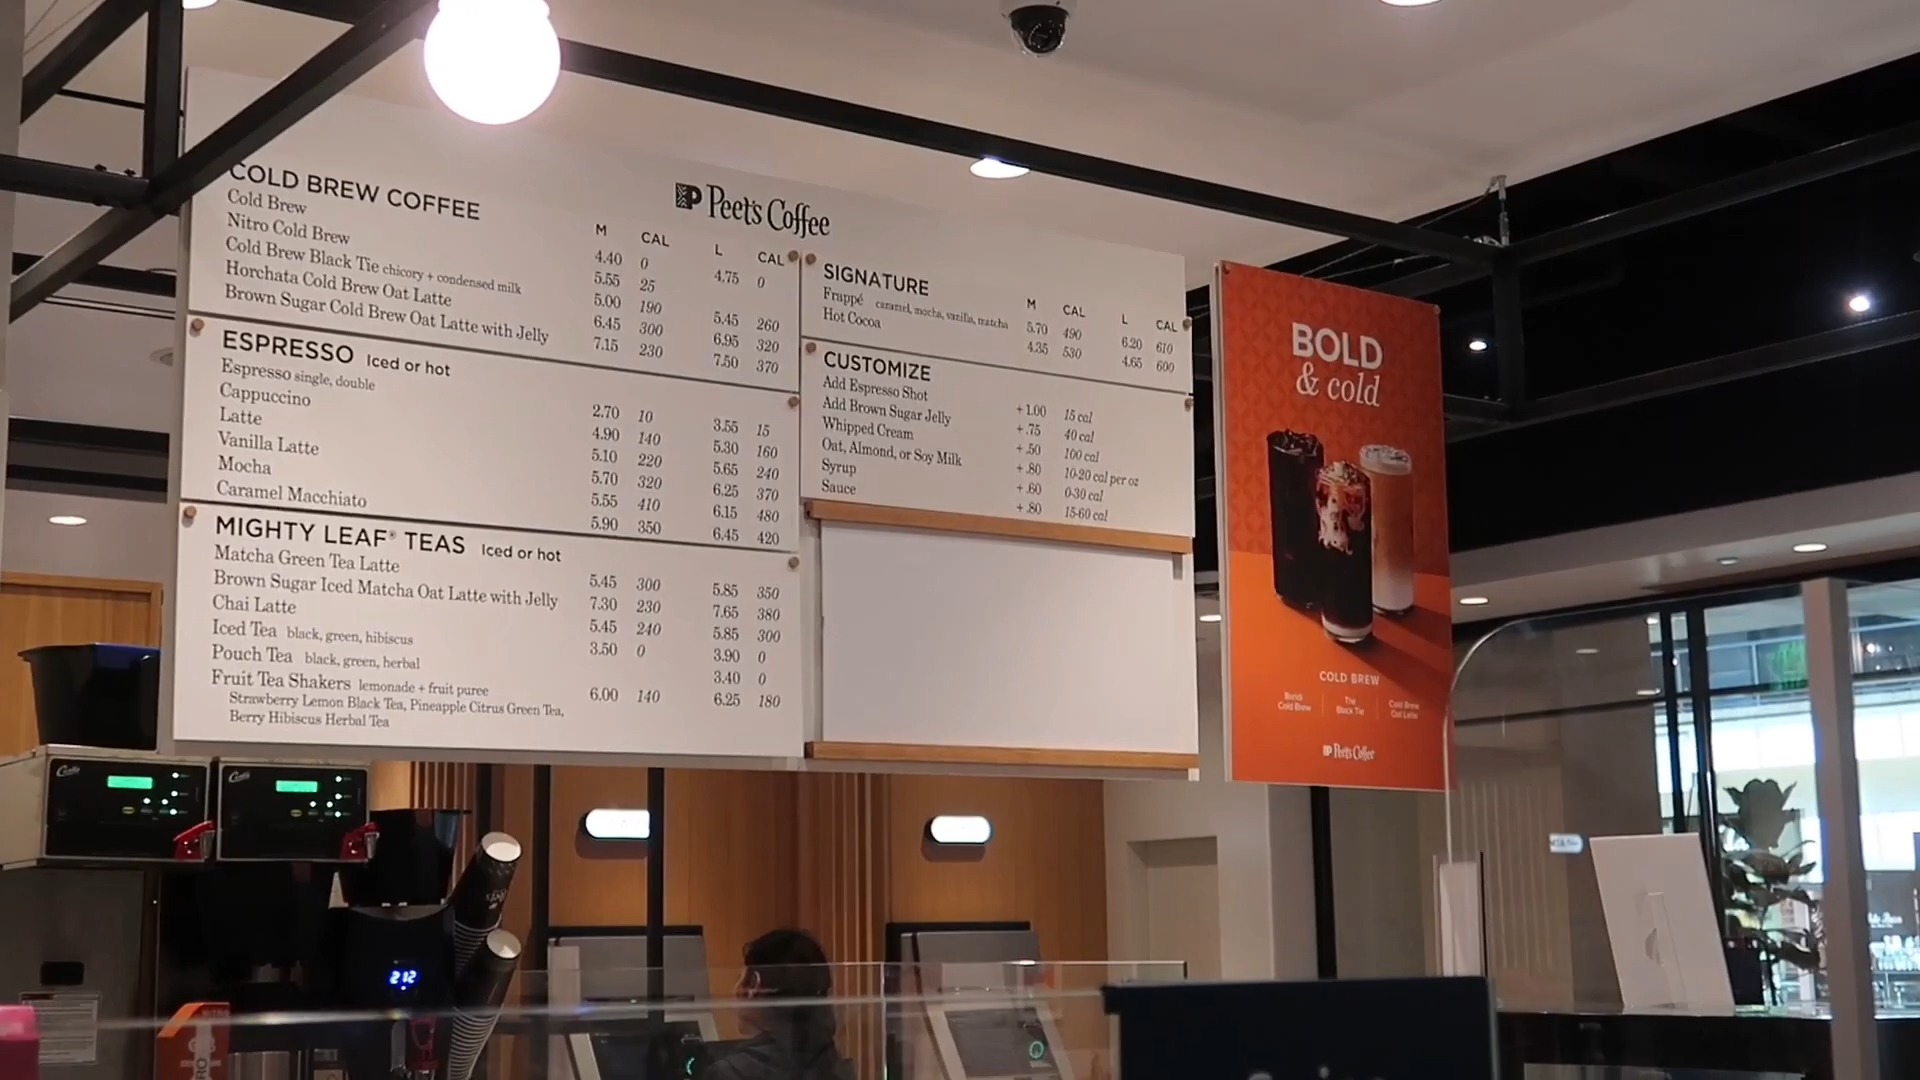 Peet's Coffee
COLD BREW COFFEE M CAL L CAL
Cold Brew 4.40 0 4.75 0
Nitro Cold Brew 5.55 25
Cold Brew Black Tie chicory + condensed milk 5.00 190 5.45 260
Horchata Cold Brew Oat Latte 6.45 300 6.95 320
Brown Sugar Cold Brew Oat Latte with Jelly 7.15 230 7.50 370
ESPRESSO Iced or hot
Espresso single, double 2.70 10 3.55 15
Cappuccino 4.90 140 5.30 160
Latte 5.10 220 5.65 240
Vanilla Latte 5.70 320 6.25 370
Mocha 5.55 410 6.15 480
Caramel Macchiato 5.90 350 6.45 420
MIGHTY LEAF® TEAS Iced or hot
Matcha Green Tea Latte 5.45 300 5.85 350
Brown Sugar Iced Matcha Oat Latte with Jelly 7.30 230 7.65 380
Chai Latte 5.45 240 5.85 300
Iced Tea black, green, hibiscus 3.50 0 3.90 0
Pouch Tea black, green, herbal 3.40 0
Fruit Tea Shakers lemonade + fruit puree 6.00 140 6.25 180
Strawberry Lemon Black Tea, Pineapple Citrus Green Tea,
Berry Hibiscus Herbal Tea
SIGNATURE M CAL L CAL
Frappé caramel, mocha, vanilla, matcha 5.70 490 6.20 610
Hot Cocoa 4.35 530 4.65 600
CUSTOMIZE
Add Espresso Shot +1.00 15 cal
Add Brown Sugar Jelly +.75 40 cal
Whipped Cream +.50 100 cal
Oat, Almond, or Soy Milk +.80 10-20 cal per oz
Syrup +.60 0-30 cal
Sauce +.80 15-60 cal
BOLD
& cold
COLD BREW
Cold Brew
The
Black Tie
Cold Brew
Oat Latte
Peet's Coffee
Curtis
Curtis
212